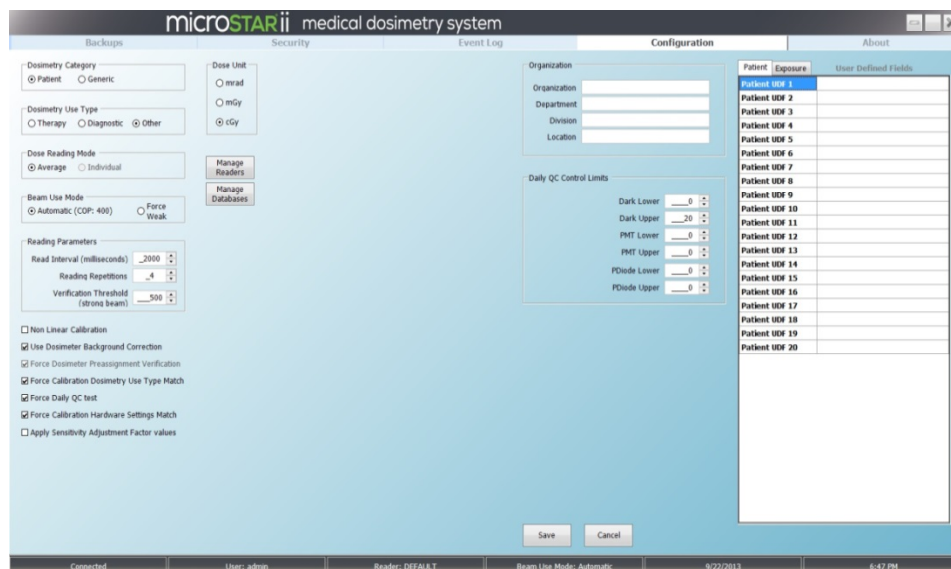 microSTARii medical dosimetry system
Backups Security Event Log Configuration About
Dosimetry Category
Patient Generic
Dosimetry Use Type
Therapy Diagnostic Other
Dose Reading Mode
Average Individual
Beam Use Mode
Automatic (COP: 400) Force
Weak
Reading Parameters
Read Interval (milliseconds) _2000
Reading Repetitions _4
Verification Threshold
(strong beam) ___500
Non Linear Calibration
Use Dosimeter Background Correction
Force Dosimeter Preassignment Verification
Force Calibration Dosimetry Use Type Match
Force Daily QC test
Force Calibration Hardware Settings Match
Apply Sensitivity Adjustment Factor values
Dose Unit
mrad
mGy
cGy
Manage
Readers
Manage
Databases
Organization
Organization
Department
Division
Location
Daily QC Control Limits
Dark Lower ____0
Dark Upper ___20
PMT Lower ____0
PMT Upper ____0
PDiode Lower ____0
PDiode Upper ____0
Save Cancel
Patient Exposure User Defined Fields
Patient UDF 1
Patient UDF 2
Patient UDF 3
Patient UDF 4
Patient UDF 5
Patient UDF 6
Patient UDF 7
Patient UDF 8
Patient UDF 9
Patient UDF 10
Patient UDF 11
Patient UDF 12
Patient UDF 13
Patient UDF 14
Patient UDF 15
Patient UDF 16
Patient UDF 17
Patient UDF 18
Patient UDF 19
Patient UDF 20
Connected User: admin Reader: DEFAULT Beam Use Mode: Automatic 9/22/2013 6:47 PM